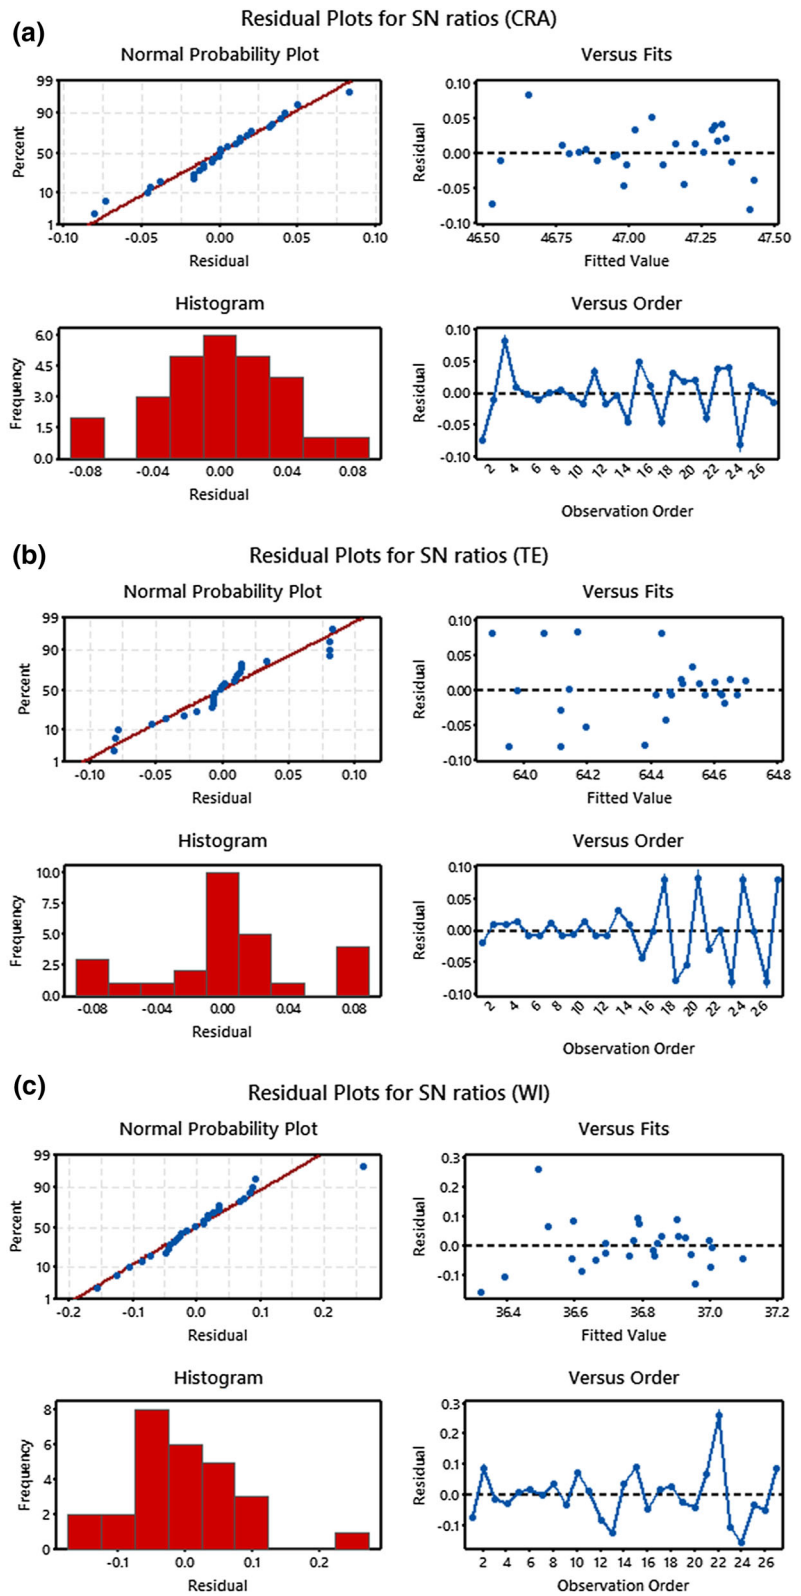 (a)
Residual Plots for SN ratios (CRA)
Normal Probability Plot
Versus Fits
99
90
50
10
1
Percent
-0.10 -0.05 0.00 0.05 0.10
Residual
0.10
0.05
0.00
-0.05
-0.10
Residual
46.50 46.75 47.00 47.25 47.50
Fitted Value
Histogram
Versus Order
6.0
4.5
3.0
1.5
0.0
Frequency
-0.08 -0.04 0.00 0.04 0.08
Residual
0.10
0.05
0.00
-0.05
-0.10
Residual
2 4 6 8 10 12 14 16 18 20 22 24 26
Observation Order
(b)
Residual Plots for SN ratios (TE)
Normal Probability Plot
Versus Fits
99
90
50
10
1
Percent
-0.10 -0.05 0.00 0.05 0.10
Residual
0.10
0.05
0.00
-0.05
-0.10
Residual
64.0 64.2 64.4 64.6 64.8
Fitted Value
Histogram
Versus Order
10.0
7.5
5.0
2.5
0.0
Frequency
-0.08 -0.04 0.00 0.04 0.08
Residual
0.10
0.05
0.00
-0.05
-0.10
Residual
2 4 6 8 10 12 14 16 18 20 22 24 26
Observation Order
(c)
Residual Plots for SN ratios (WI)
Normal Probability Plot
Versus Fits
99
90
50
10
1
Percent
-0.2 -0.1 0.0 0.1 0.2
Residual
0.3
0.2
0.1
0.0
-0.1
Residual
36.4 36.6 36.8 37.0 37.2
Fitted Value
Histogram
Versus Order
8
6
4
2
0
Frequency
-0.1 0.0 0.1 0.2
Residual
0.3
0.2
0.1
0.0
-0.1
Residual
2 4 6 8 10 12 14 16 18 20 22 24 26
Observation Order